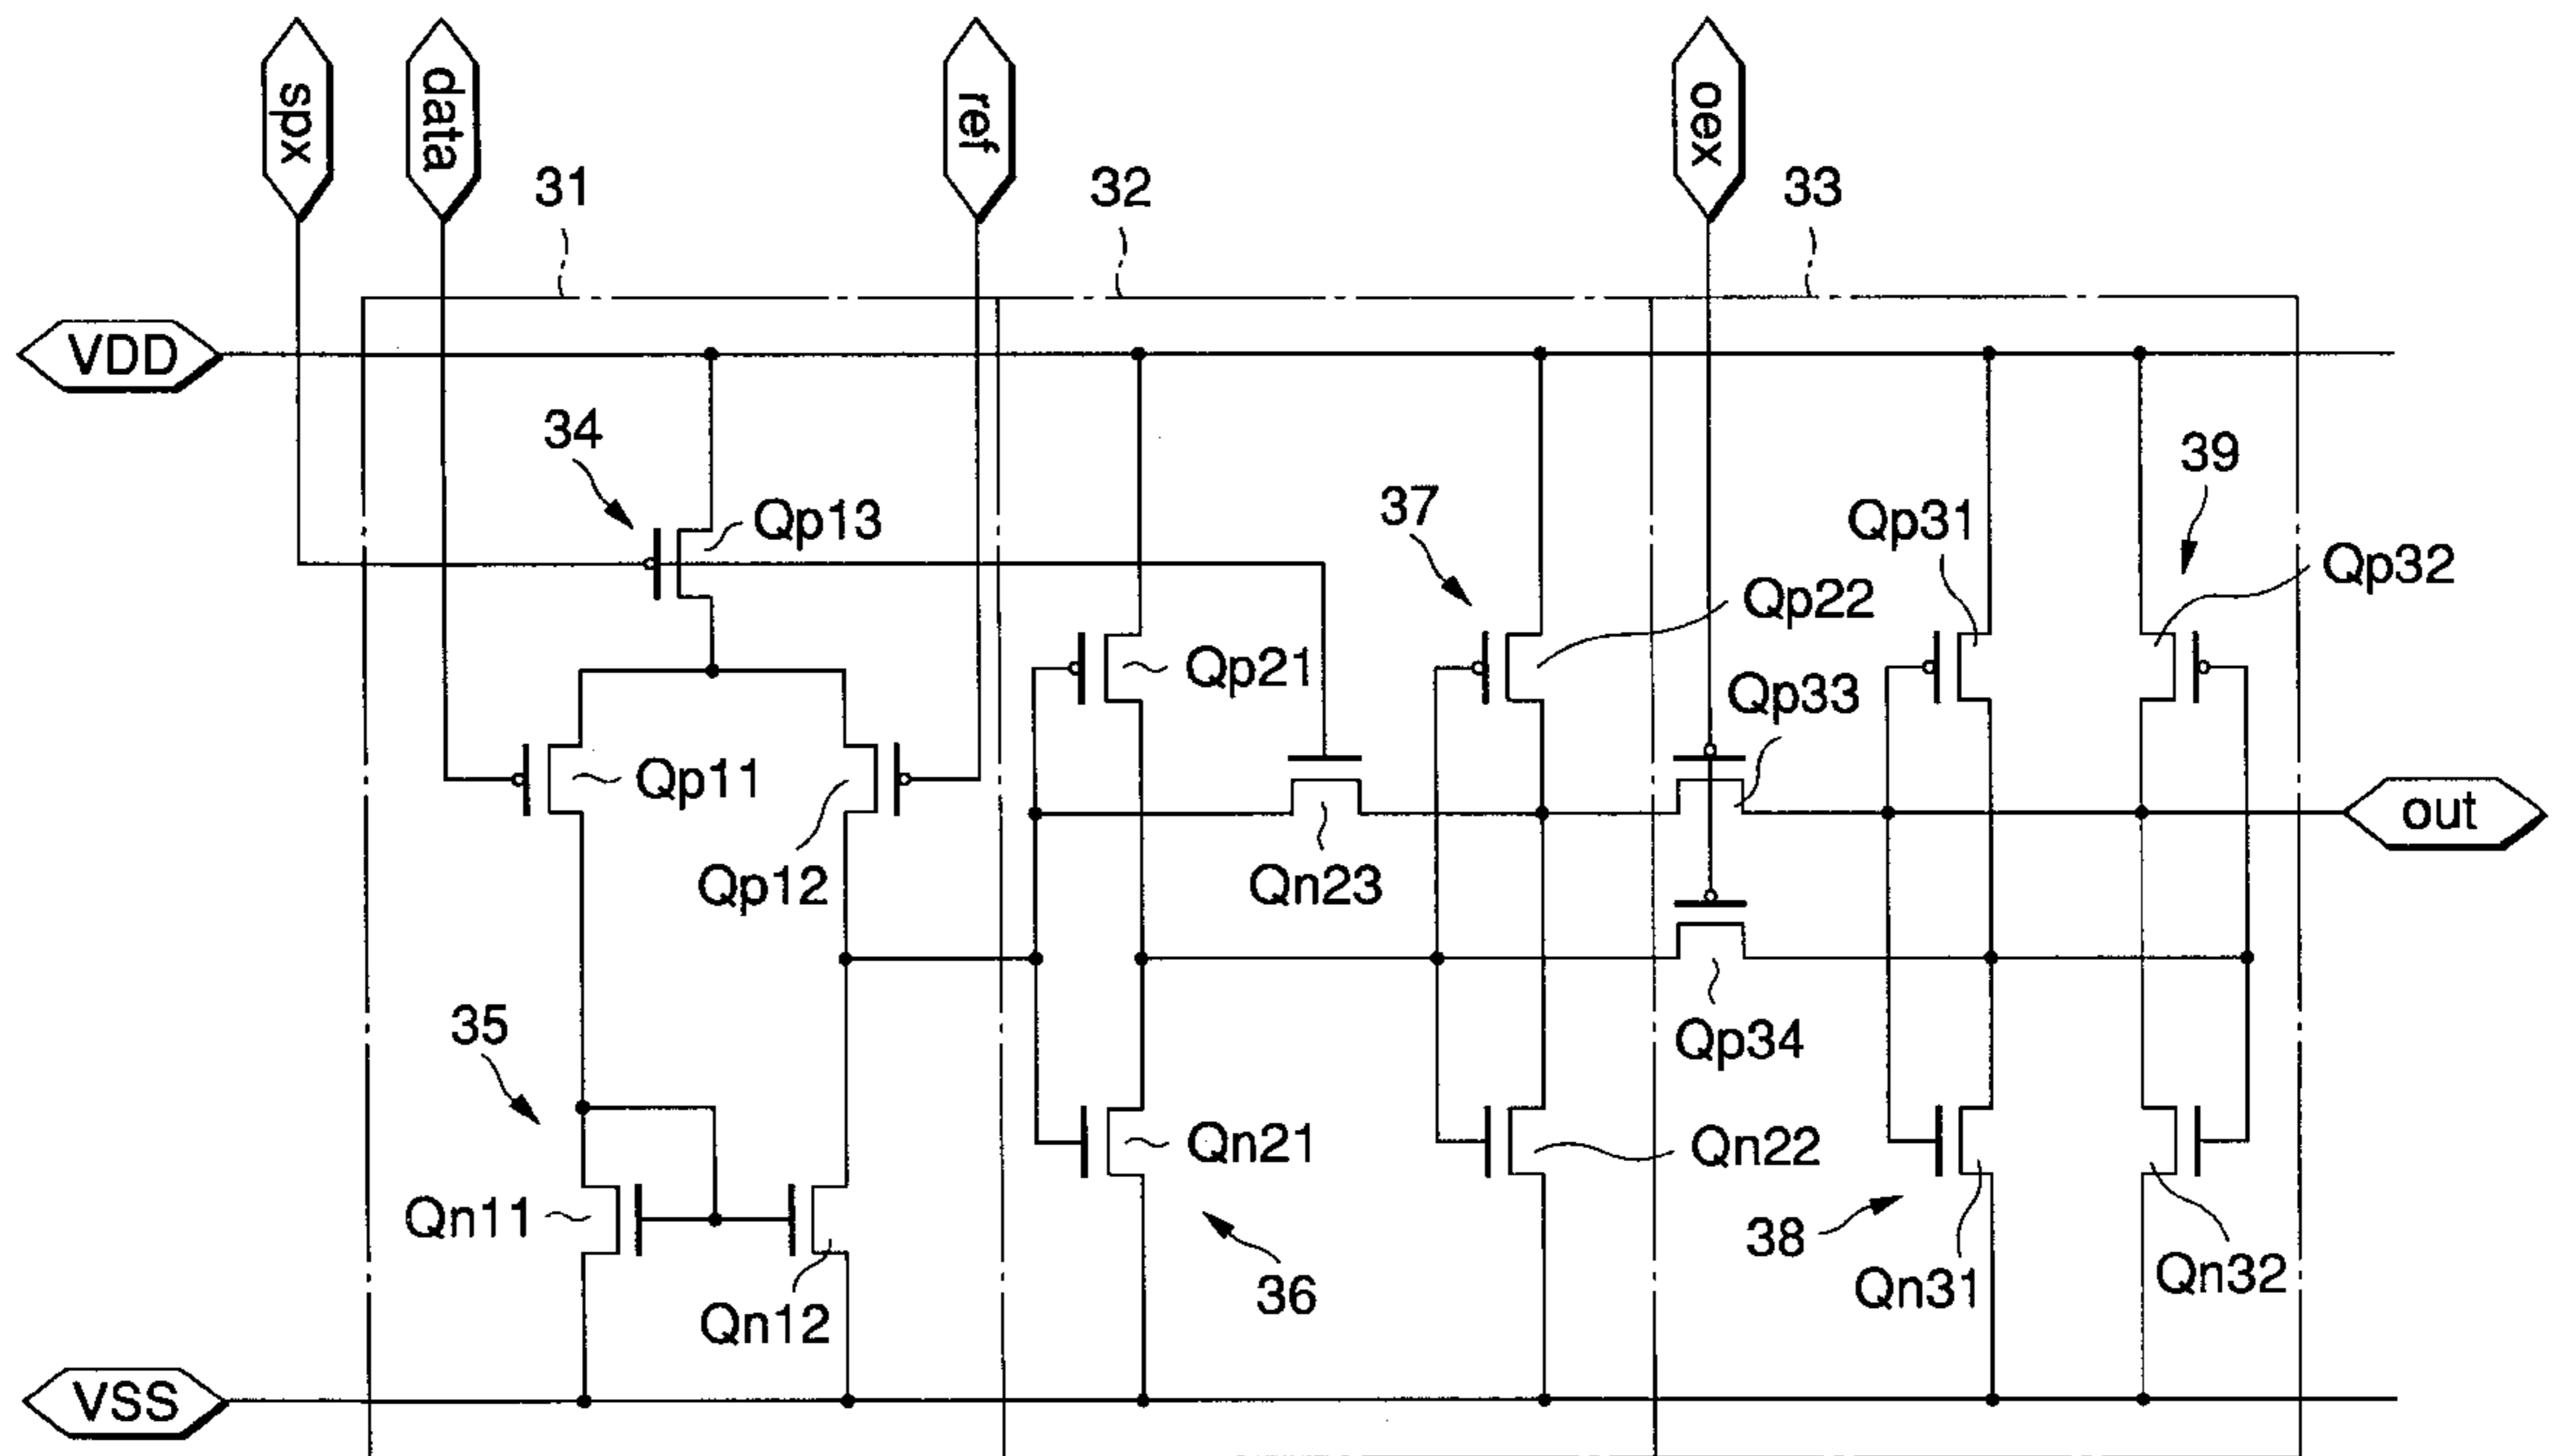 spx
data
ref
oex
31
32
33
VDD
34
39
Qp13
37
Qp31
Qp32
Qp22
Qp21
Qp33
Qp11
out
Qp12
Qn23
35
Qp34
Qn21
Qn22
Qn11
38
36
Qn31
Qn32
Qn12
VSS